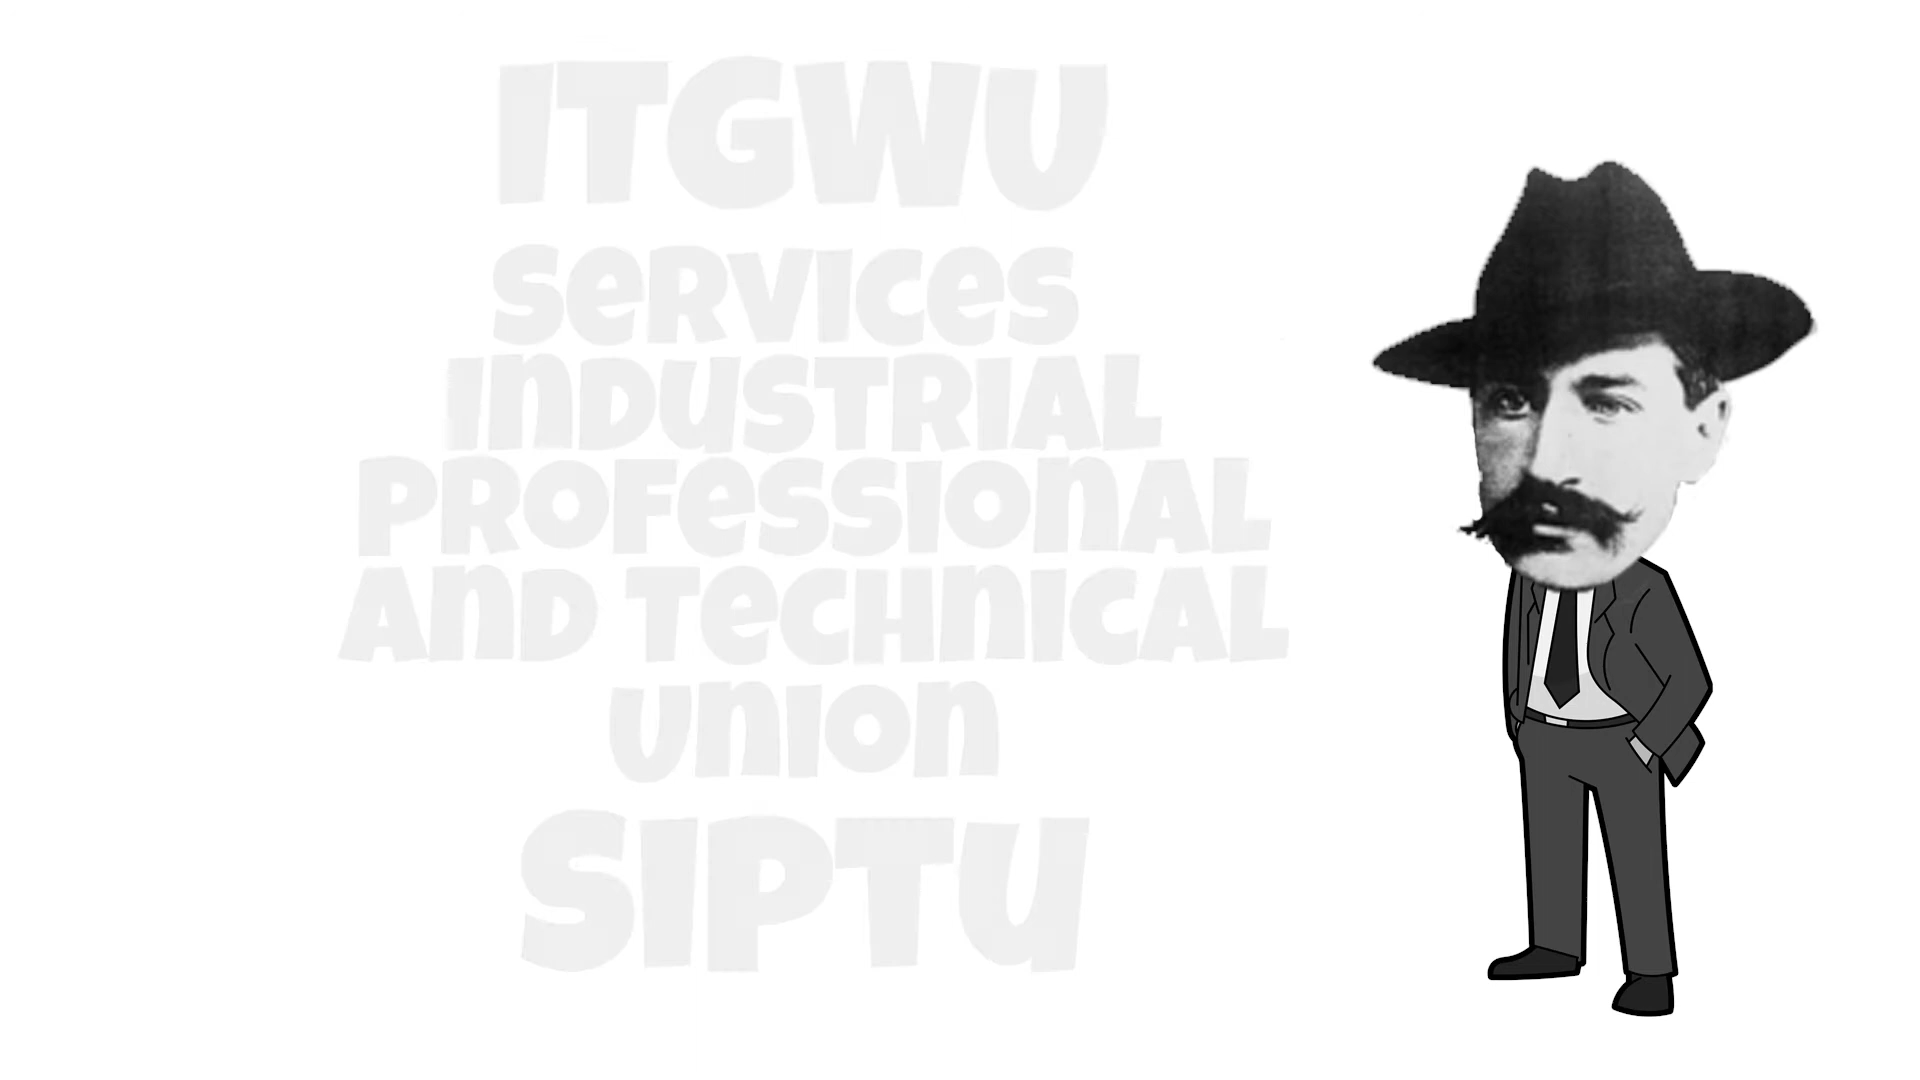 ITGWU
SERVICES
INDUSTRIAL
PROFESSIONAL
AND TECHNICAL
UNION
SIPTU